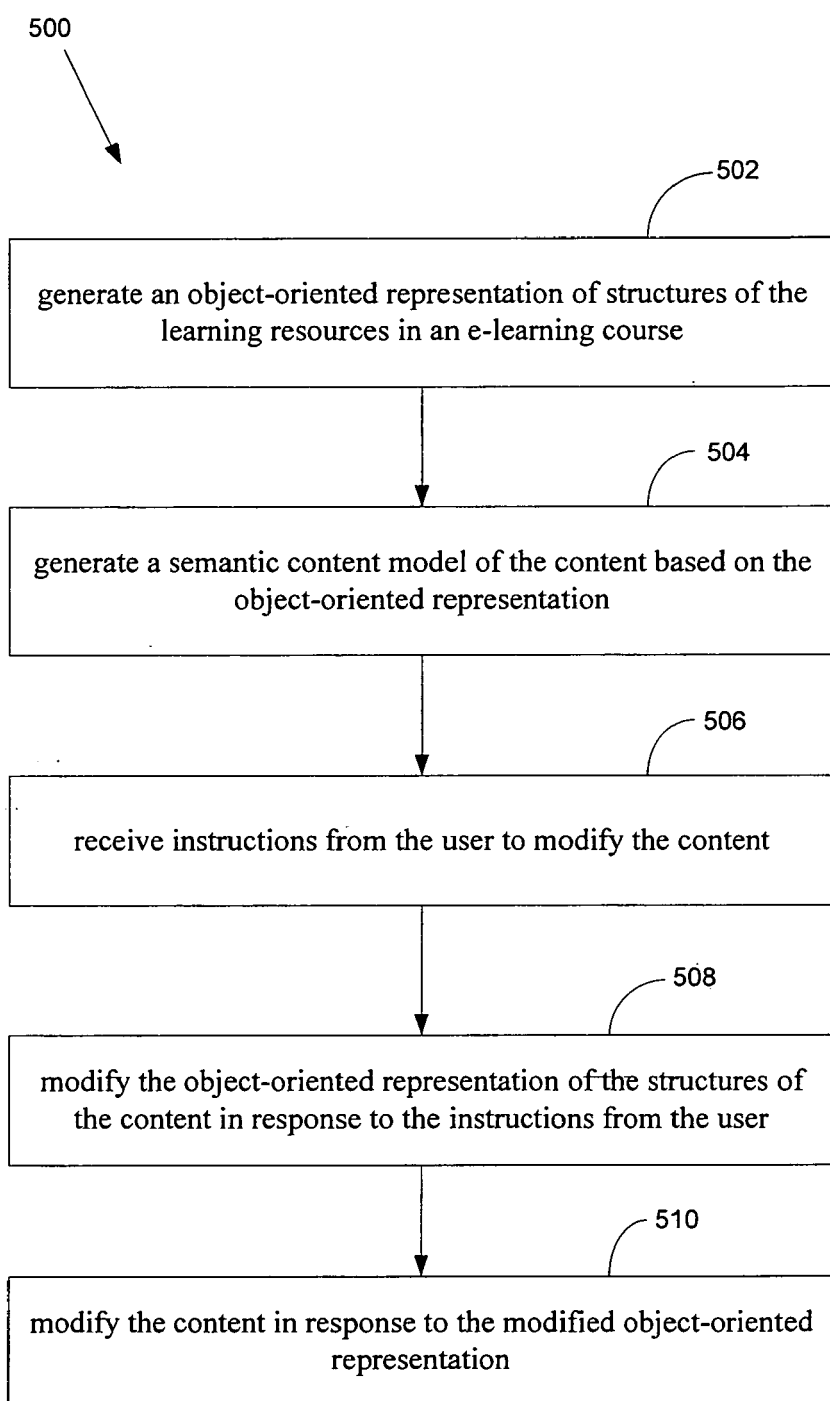 500
502
generate an object-oriented representation of structures of the
learning resources in an e-learning course
504
generate a semantic content model of the content based on the
object-oriented representation
506
receive instructions from the user to modify the content
508
modify the object-oriented representation of the structures of
the content in response to the instructions from the user
510
modify the content in response to the modified object-oriented
representation